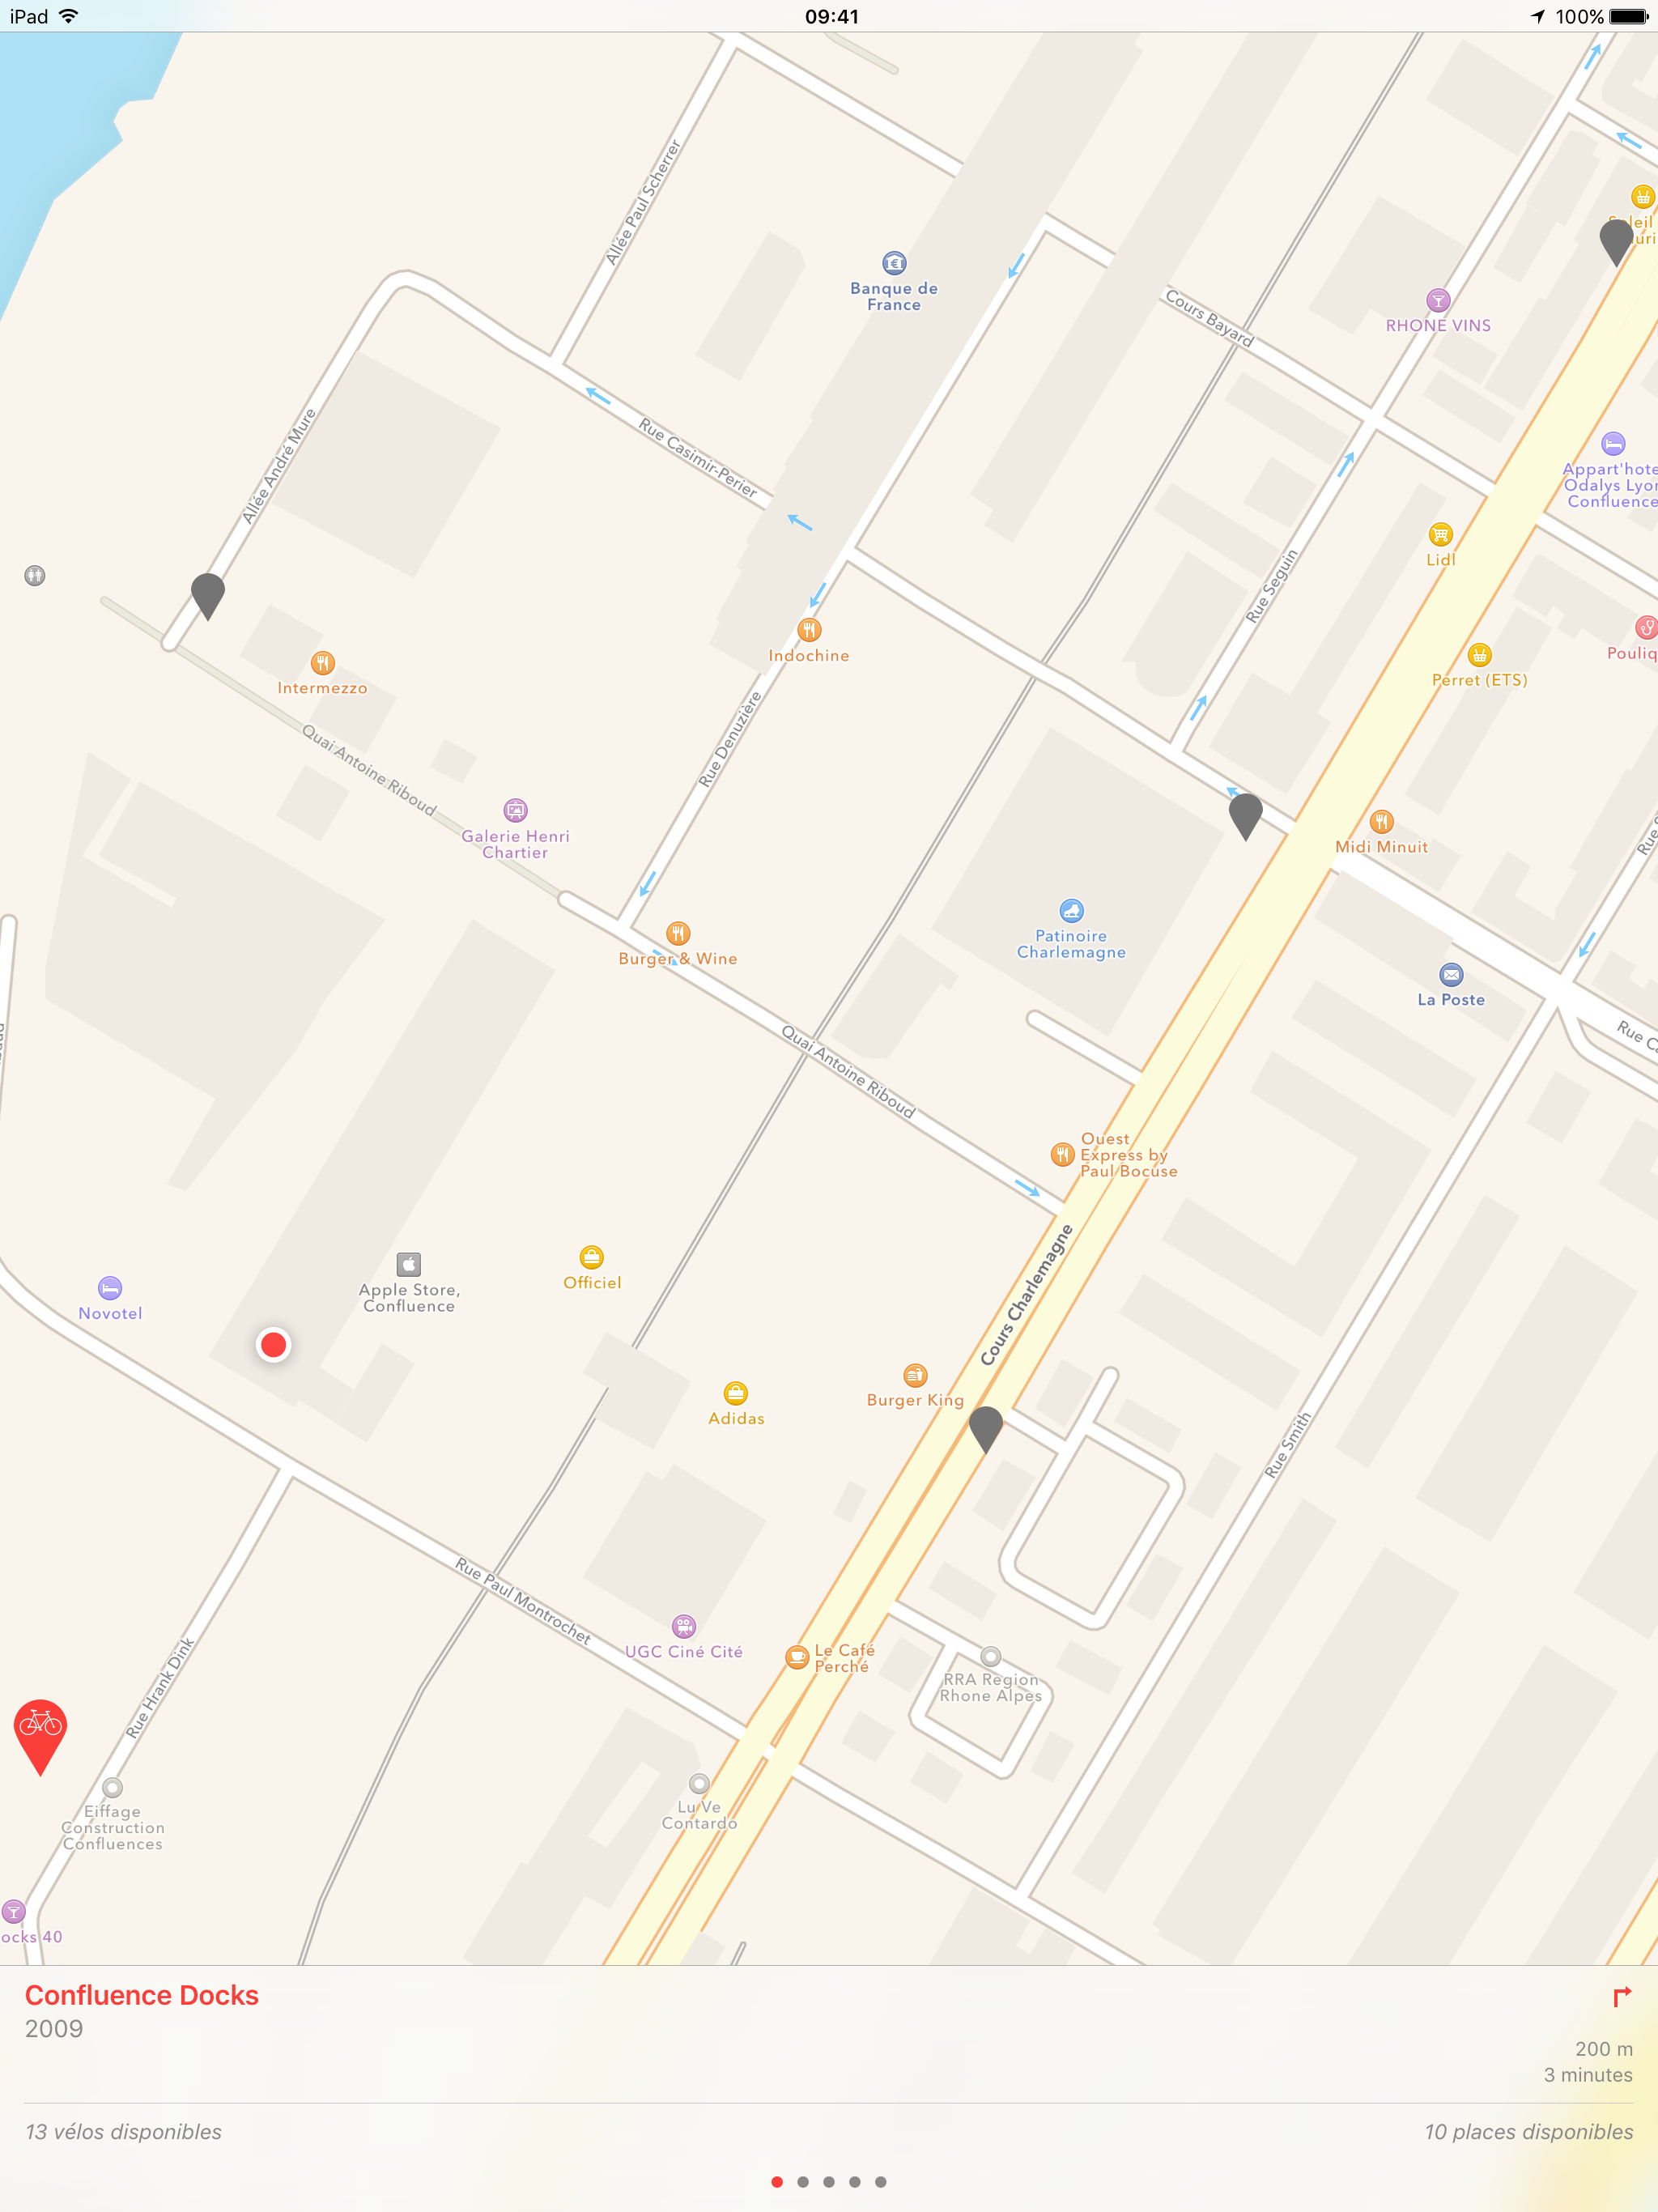 iPad
09:41
100%
Allée Paul Scherrer
Banque de
France
Cours Bayard
RHONE VINS
Allée André Mure
Rue Casimir-Perier
Appart'hote
Odalys Lyon
Confluence
Lidl
Rue Seguin
Indochine
Intermezzo
Perret (ETS)
Pouliq
Quai Antoine Riboud
Rue Denuzière
Galerie Henri
Chartier
Midi Minuit
Burger & Wine
Patinoire
Charlemagne
La Poste
Quai Antoine Riboud
Rue Ca
Ouest
Express by
Paul Bocuse
Cours Charlemagne
Novotel
Apple Store,
Confluence
Officiel
Burger King
Adidas
Rue Smith
Rue Paul Montrochet
UGC Ciné Cité
Le Café
Perché
RRA Region
Rhone Alpes
Rue Hrank Dink
Eiffage
Construction
Confluences
Lu Ve
Contardo
ocks 40
Confluence Docks
2009
200 m
3 minutes
13 vélos disponibles
10 places disponibles